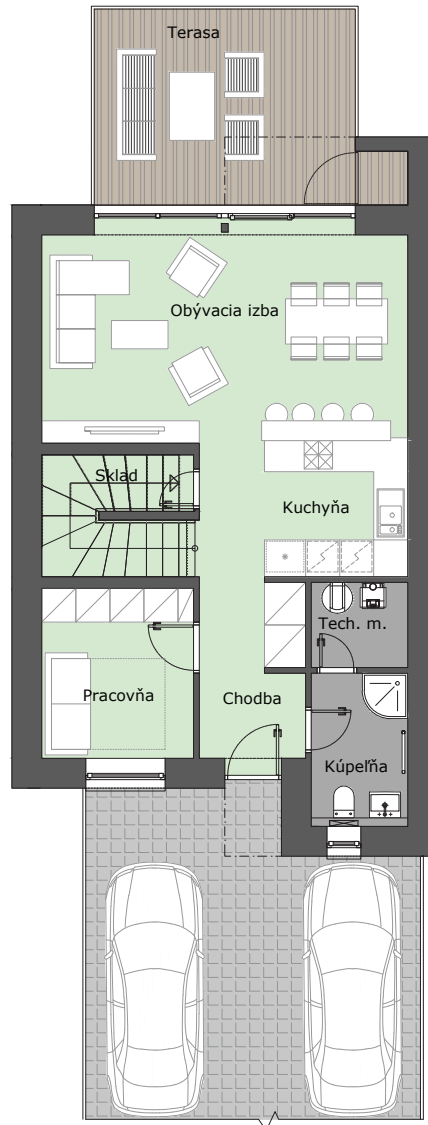 Terasa
Obývacia izba
Sklad
Kuchyňa
Tech. m.
Pracovňa
Chodba
Kúpeľňa